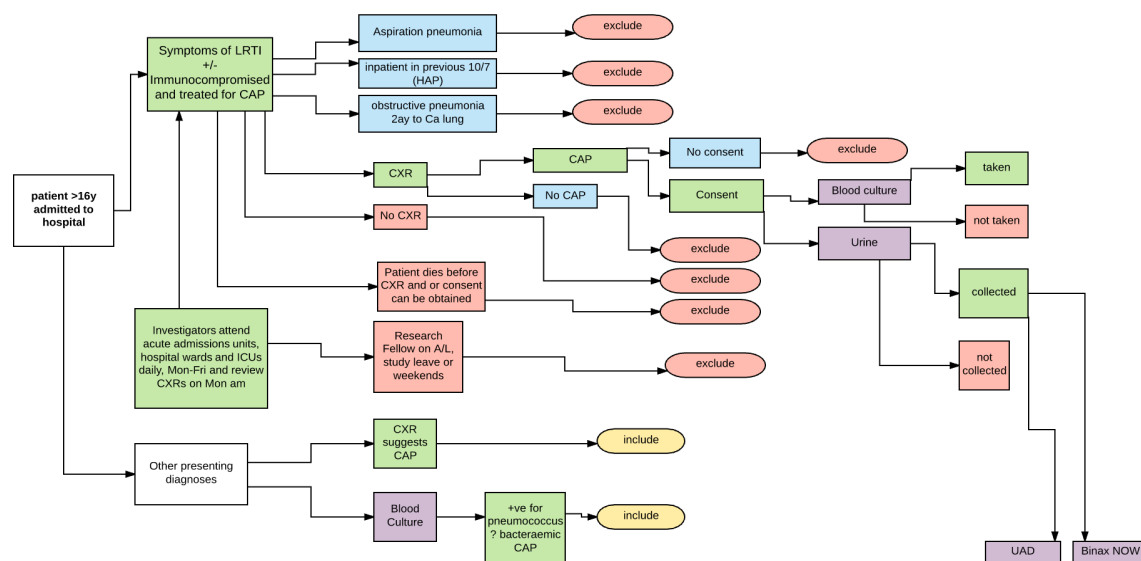 patient >16y
admitted to
hospital
Symptoms of LRTI
+/-
Immunocompromised
and treated for CAP
Aspiration pneumonia
exclude
inpatient in previous 10/7
(HAP)
exclude
obstructive pneumonia
2ay to Ca lung
exclude
CXR
CAP
No consent
exclude
No CAP
Consent
Blood culture
taken
not taken
Urine
No CXR
exclude
exclude
Patient dies before
CXR and or consent
can be obtained
exclude
collected
not
collected
Investigators attend
acute admissions units,
hospital wards and ICUs
daily, Mon-Fri and review
CXRs on Mon am
Research
Fellow on A/L,
study leave or
weekends
exclude
Other presenting
diagnoses
CXR
suggests
CAP
include
Blood
Culture
+ve for
pneumococcus
? bacteraemic
CAP
include
UAD
Binax NOW